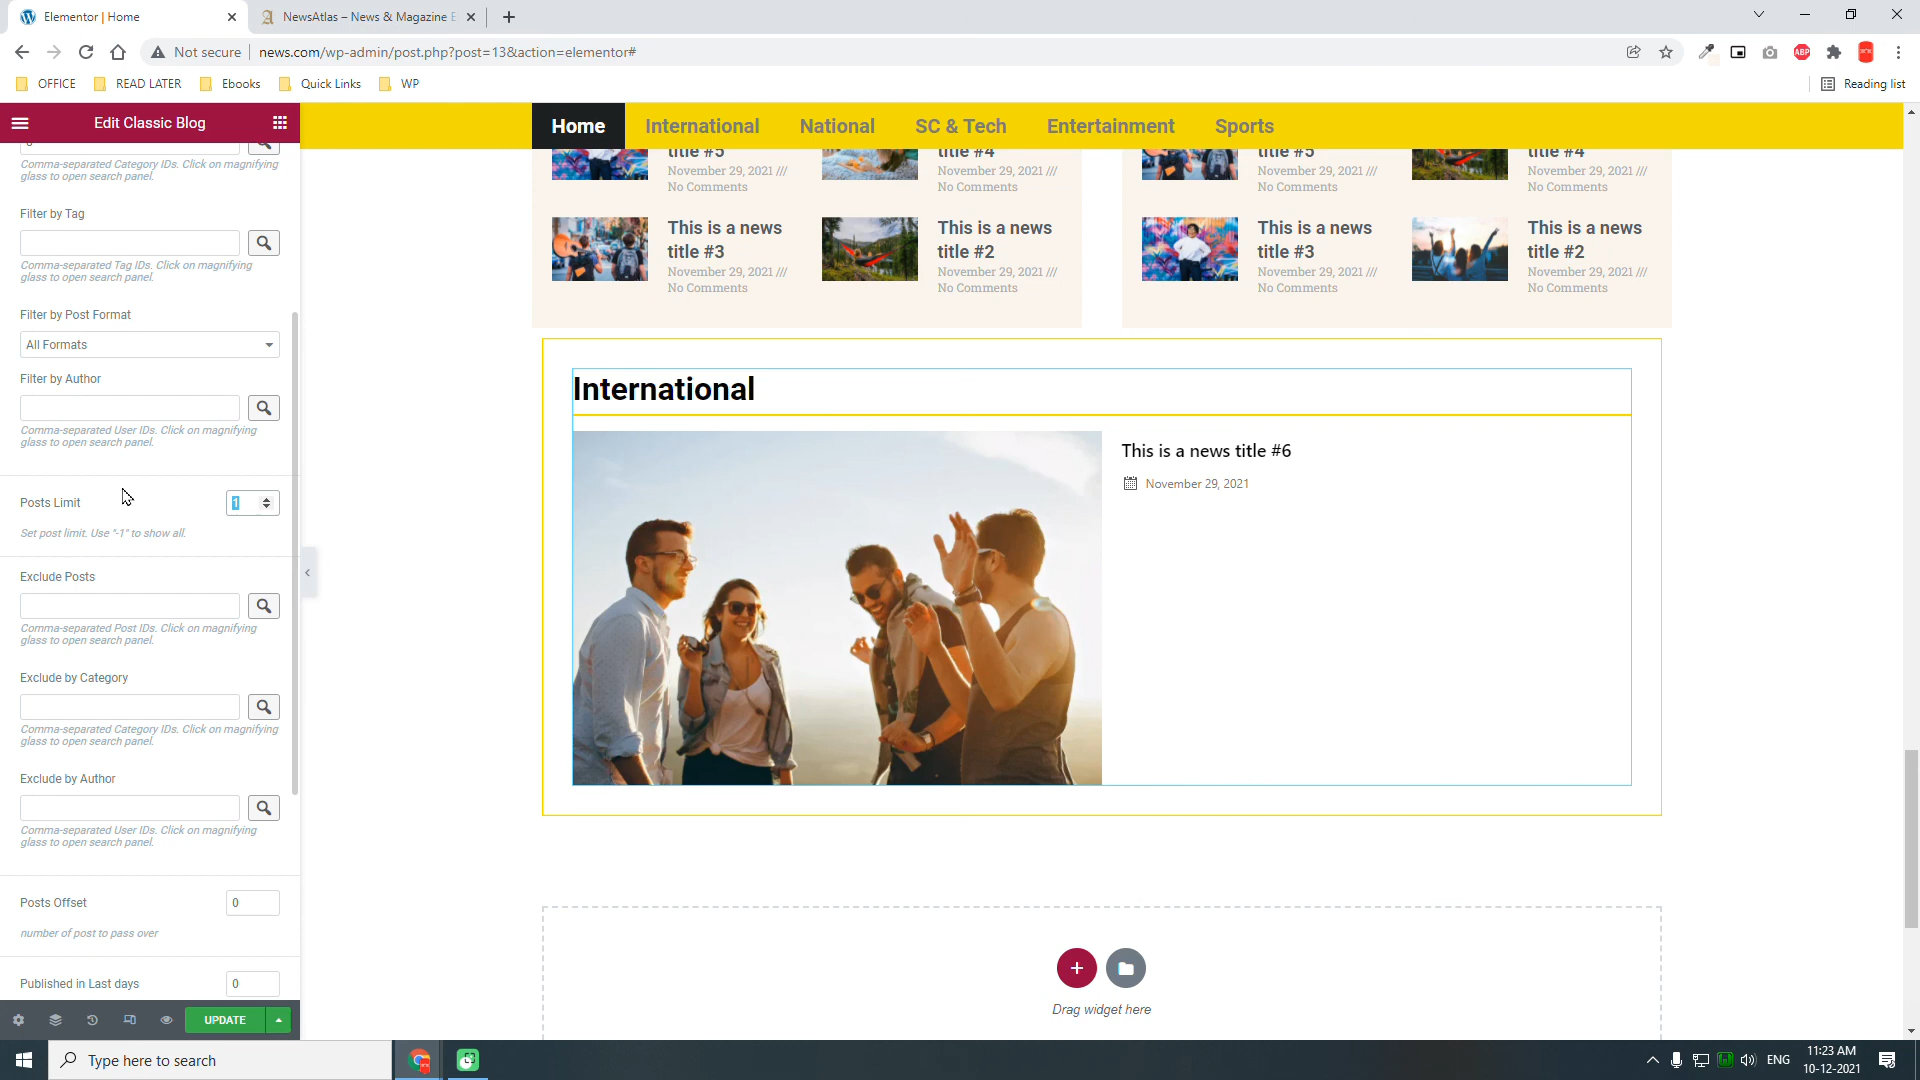 Elementor | Home
NewsAtlas – News & Magazine E
Not secure
news.com/wp-admin/post.php?post=13&action=elementor#
ABP
OFFICE
READ LATER
Ebooks
Quick Links
WP
Reading list
Edit Classic Blog
Comma-separated Category IDs. Click on magnifying
glass to open search panel.
Filter by Tag
Comma-separated Tag IDs. Click on magnifying
glass to open search panel.
Filter by Post Format
All Formats
Filter by Author
Comma-separated User IDs. Click on magnifying
glass to open search panel.
Posts Limit
1
Set post limit. Use "-1" to show all.
Exclude Posts
Comma-separated Post IDs. Click on magnifying
glass to open search panel.
Exclude by Category
Comma-separated Category IDs. Click on magnifying
glass to open search panel.
Exclude by Author
Comma-separated User IDs. Click on magnifying
glass to open search panel.
Posts Offset
0
number of post to pass over
Published in Last days
0
UPDATE
Home
International
National
SC & Tech
Entertainment
Sports
title #5
November 29, 2021 ///
No Comments
title #4
November 29, 2021 ///
No Comments
title #5
November 29, 2021 ///
No Comments
title #4
November 29, 2021 ///
No Comments
This is a news
title #3
November 29, 2021 ///
No Comments
This is a news
title #2
November 29, 2021 ///
No Comments
This is a news
title #3
November 29, 2021 ///
No Comments
This is a news
title #2
November 29, 2021 ///
No Comments
International
This is a news title #6
November 29, 2021
Drag widget here
Type here to search
ENG
11:23 AM
10-12-2021